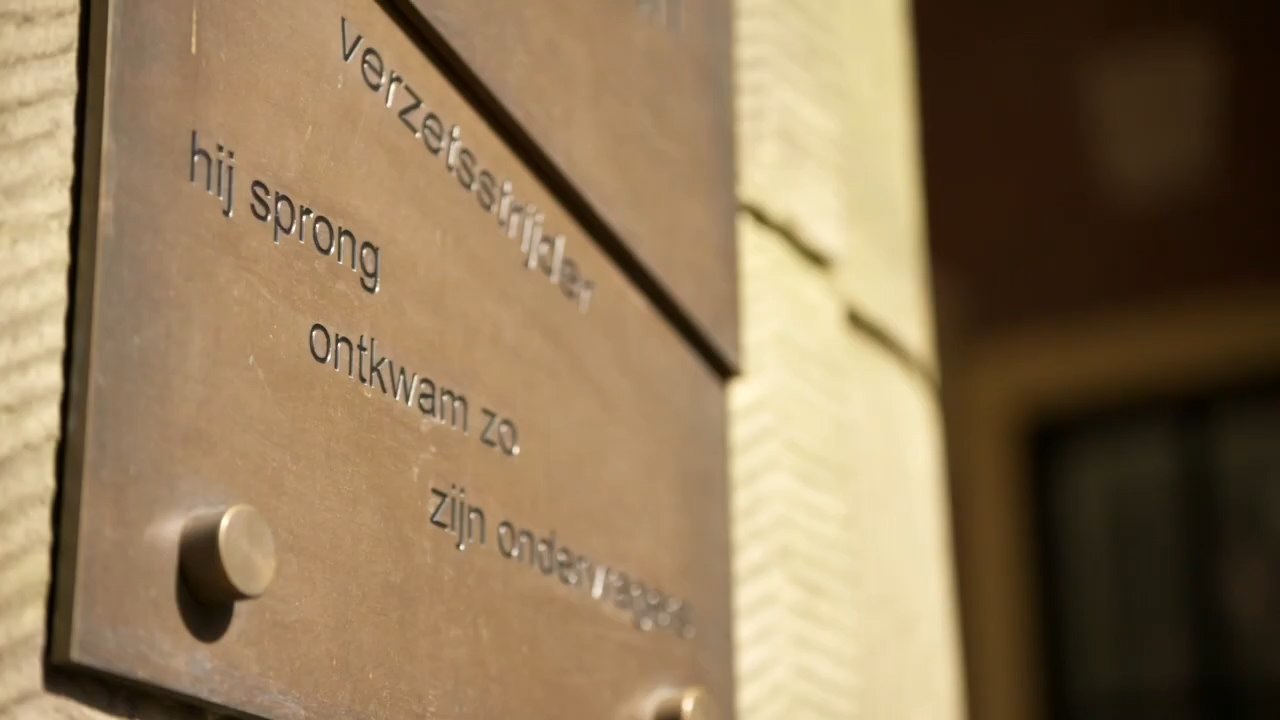 verzetsstrijder
hij sprong
ontkwam zo
zijn ondervragers